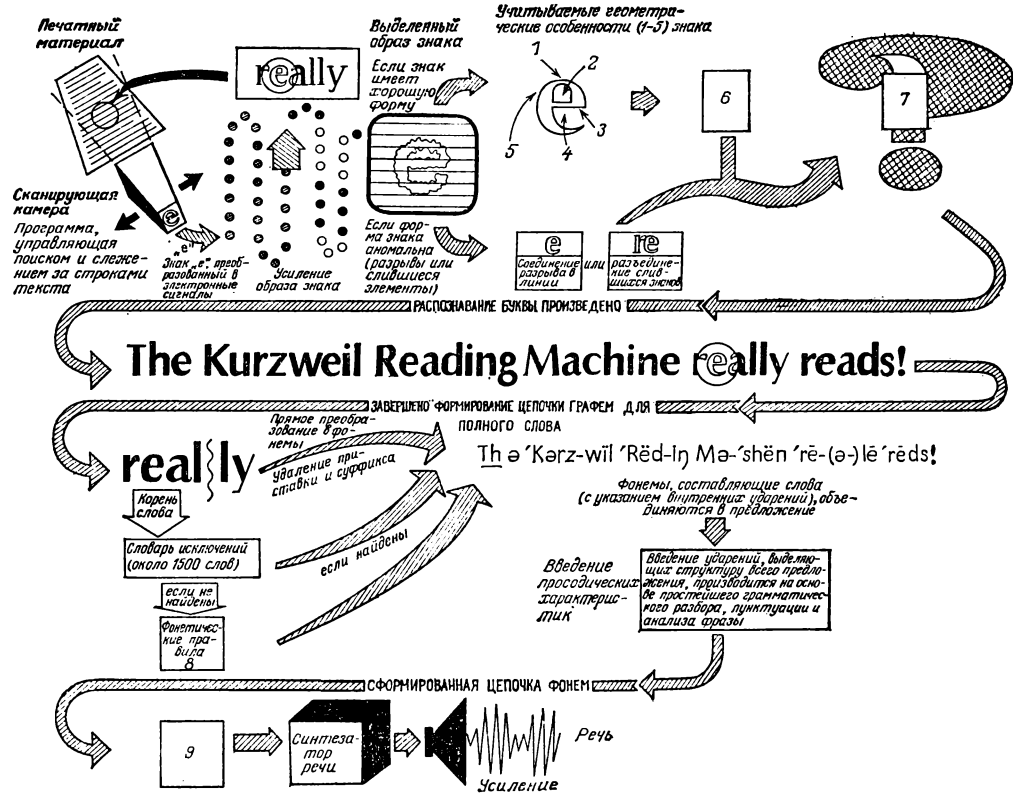 Печатный
материал
really
Выделенный
образ знака
Если знак
имеет
хорошую
форму
Учитываемые геометри-
ческие особенности (1–5) знака
1
2
3
4
5
6
7
e
Сканирующая
камера
Программа,
управляющая
поиском и слеже-
нием за строками
текста
e
„e"
Знак „e", преоб-
разованный в
электронные
сигналы
Усиление
образа знака
Если фор-
ма знака
аномальна
(разрывы или
слившиеся
элементы)
e
Соединение
разрыва в
линии
или
re
разъедине-
ние слив-
шихся знаков
РАСПОЗНАВАНИЕ БУКВЫ ПРОИЗВЕДЕНО
The Kurzweil Reading Machine really reads!
ЗАВЕРШЕНО ФОРМИРОВАНИЕ ЦЕПОЧКИ ГРАФЕМ ДЛЯ
ПОЛНОГО СЛОВА
Прямое преобра-
зование в фо-
немы
really
Удаление при-
ставки и суффикса
Th ə 'Kərz-wil 'Rēd-iŋ Mə-'shēn 'rē-(ə-)lē 'rēds!
Корень
слова
Фонемы, составляющие слова
(с указанием внутренних ударений), объе-
диняются в предложение
Словарь исключений
(около 1500 слов)
если найдены
если не
найдены
Фонетичес-
кие пра-
вила
8
Введение
просодических
характерис-
тик
Введение ударений, выделяю-
щих структуру всего предло-
жения, производится на осно-
ве простейшего грамматичес-
кого разбора, пунктуации и
анализа фразы
СФОРМИРОВАННАЯ ЦЕПОЧКА ФОНЕМ
9
Синтеза-
тор
речи
Усиление
Речь